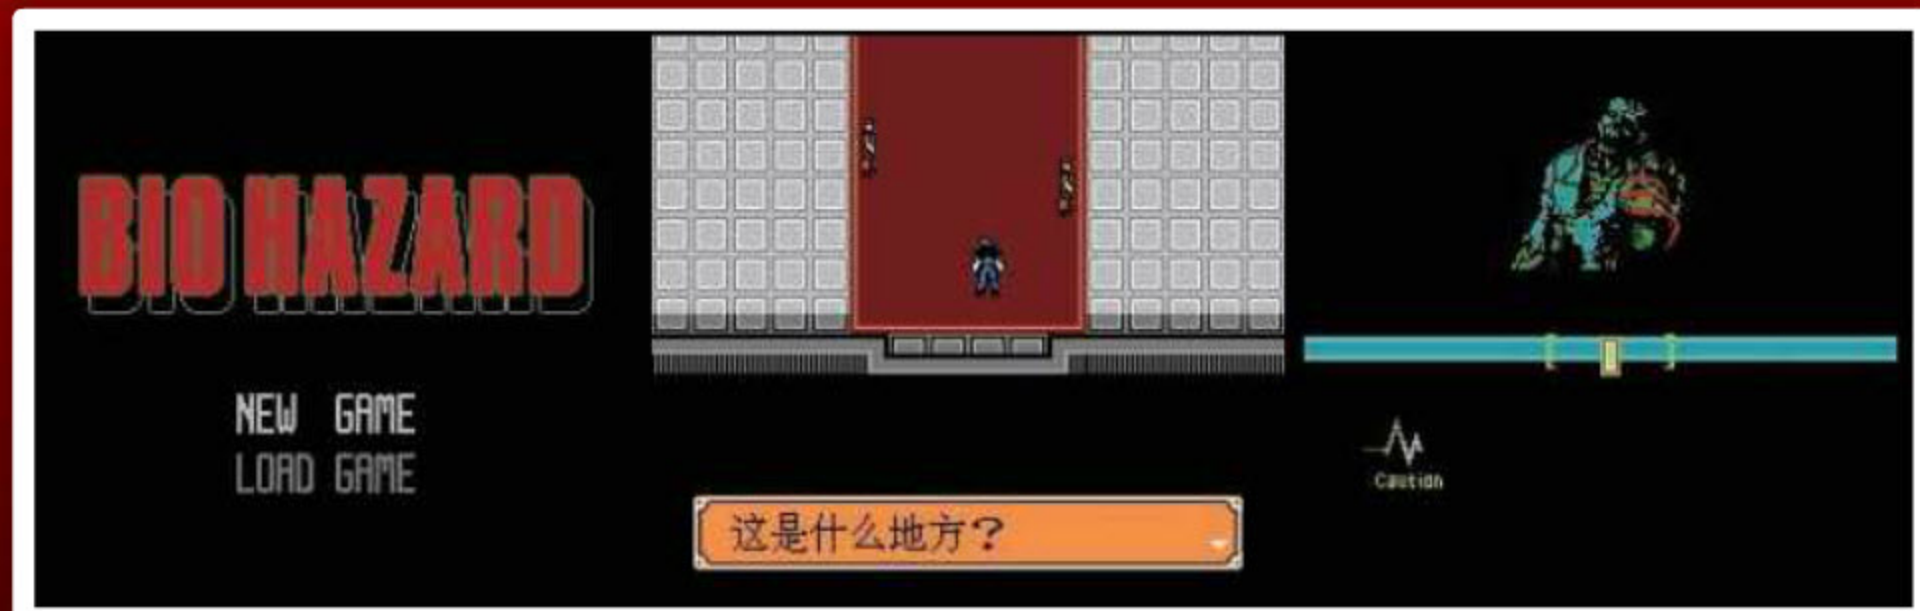 BIO HAZARD
NEW GAME
LOAD GAME
这是什么地方？
Caution